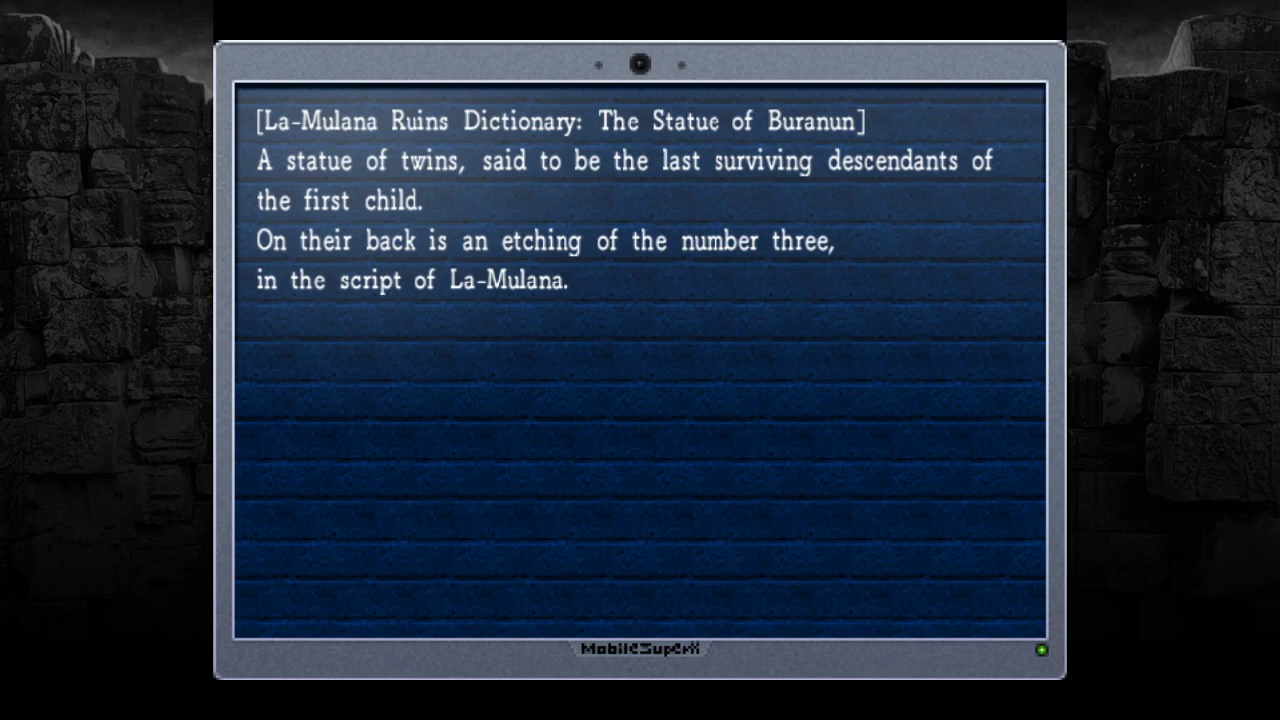 [La-Mulana Ruins Dictionary: The Statue of Buranun]
A statue of twins, said to be the last surviving descendants of
the first child.
On their back is an etching of the number three,
in the script of La-Mulana.
MobileSuperX